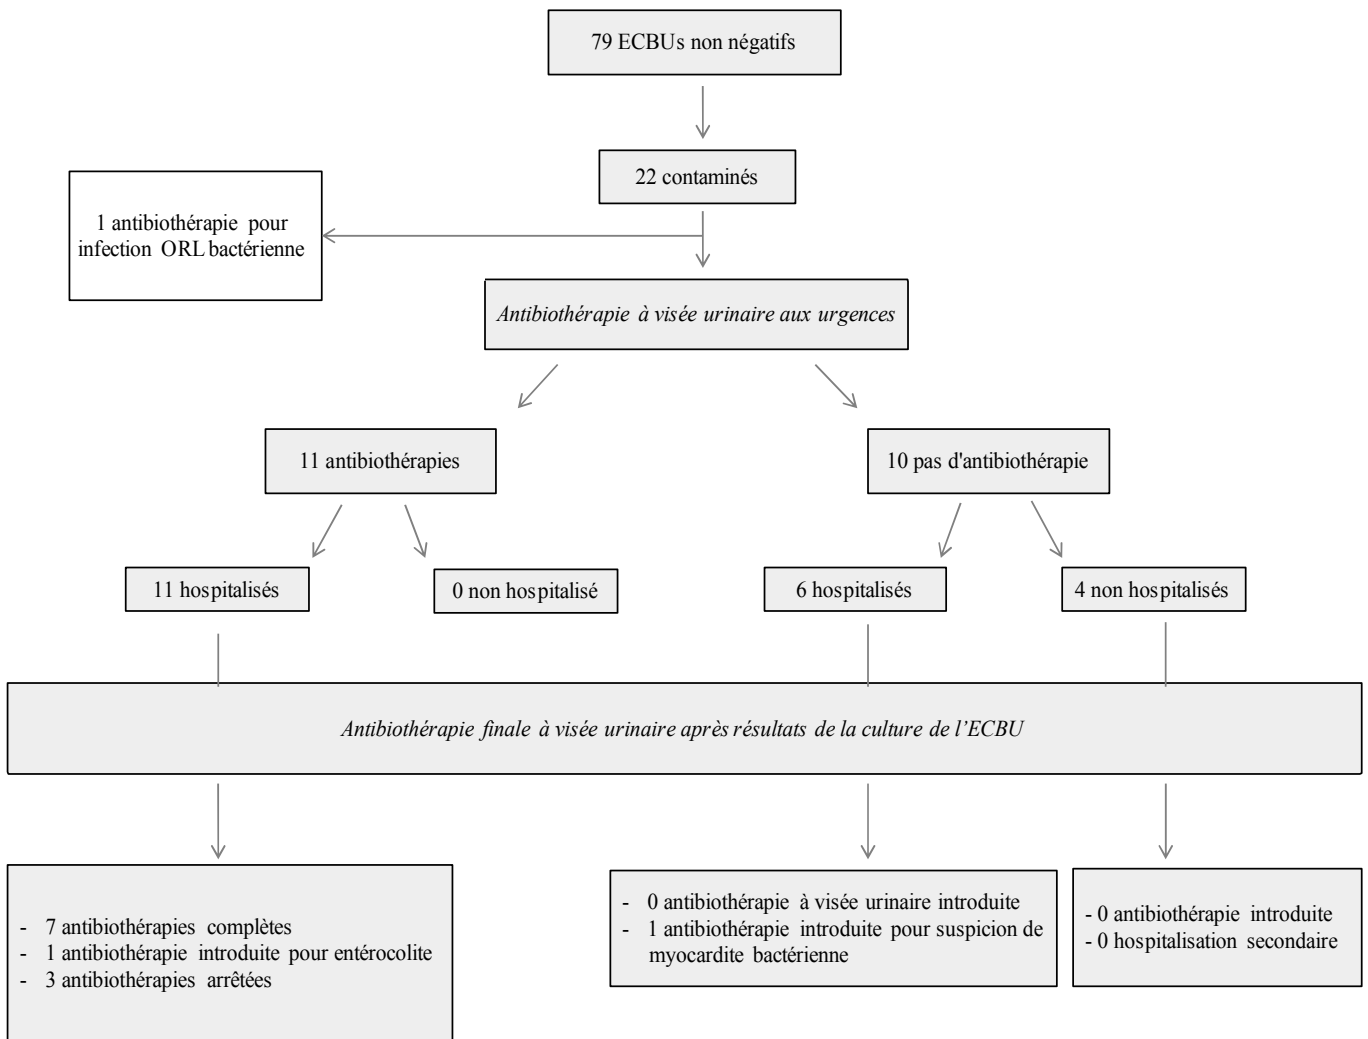 79 ECBUs non négatifs
22 contaminés
1 antibiothérapie pour
infection ORL bactérienne
Antibiothérapie à visée urinaire aux urgences
11 antibiothérapies
10 pas d'antibiothérapie
11 hospitalisés
0 non hospitalisé
6 hospitalisés
4 non hospitalisés
Antibiothérapie finale à visée urinaire après résultats de la culture de l’ECBU
- 7 antibiothérapies complètes
- 1 antibiothérapie introduite pour entérocolite
- 3 antibiothérapies arrêtées
- 0 antibiothérapie à visée urinaire introduite
- 1 antibiothérapie introduite pour suspicion de
myocardite bactérienne
- 0 antibiothérapie introduite
- 0 hospitalisation secondaire